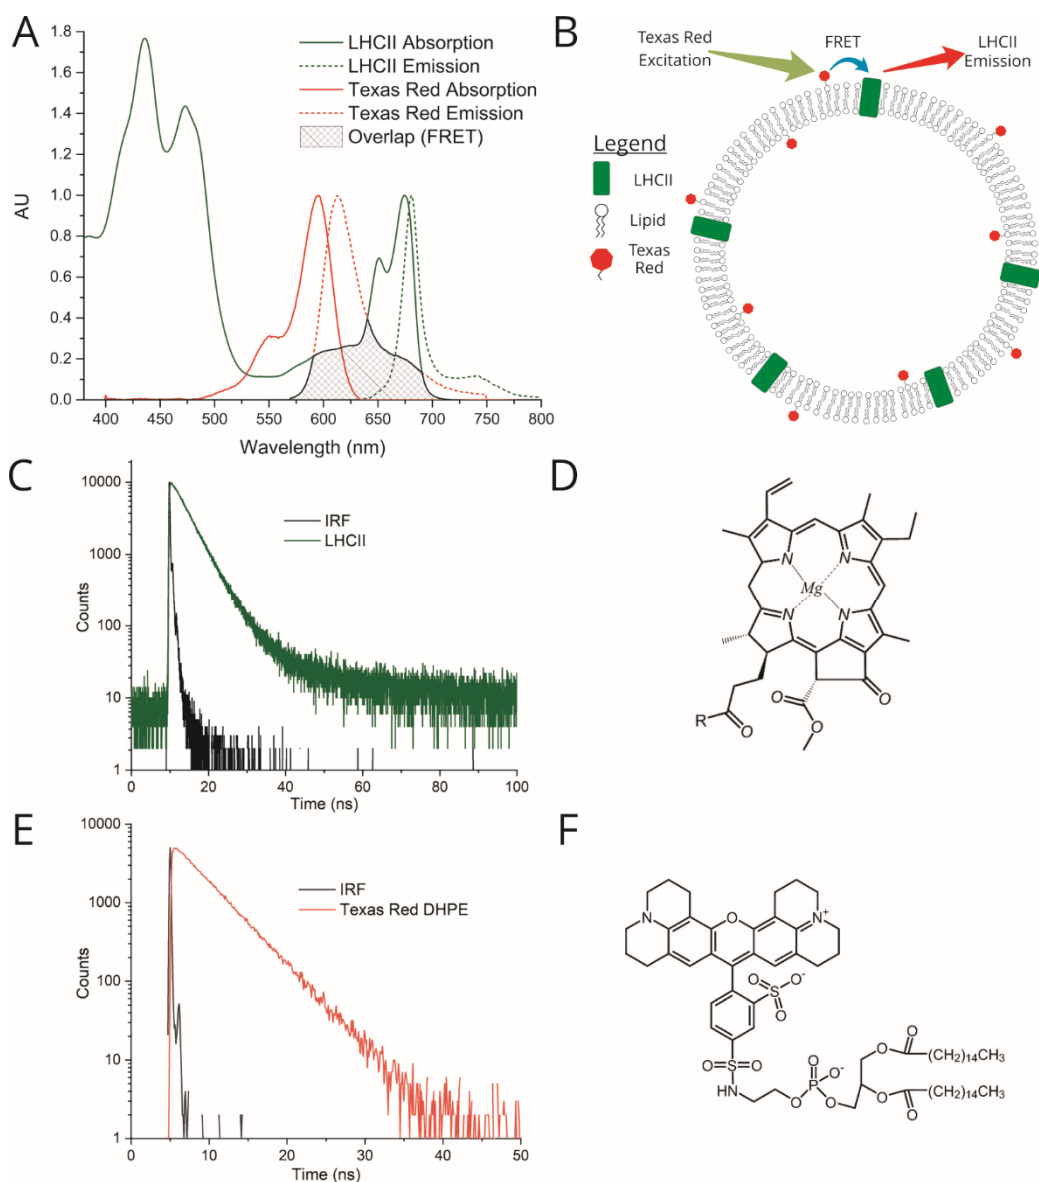 A
1.8
1.6
1.4
1.2
1.0
0.8
0.6
0.4
0.2
0.0
AU
400 450 500 550 600 650 700 750 800
Wavelength (nm)
LHCII Absorption
LHCII Emission
Texas Red Absorption
Texas Red Emission
Overlap (FRET)
B
Texas Red
Excitation
FRET
LHCII
Emission
Legend
LHCII
Lipid
Texas
Red
C
10000
1000
100
10
1
Counts
0 20 40 60 80 100
Time (ns)
IRF
LHCII
D
N N
Mg
N N
R
O
O
O
O
E
10000
1000
100
10
1
Counts
0 10 20 30 40 50
Time (ns)
IRF
Texas Red DHPE
F
N O N+
O O-
S
O
O=S=O
HN
O
O P O-
O
O
O
(CH2)14CH3
O
O
(CH2)14CH3